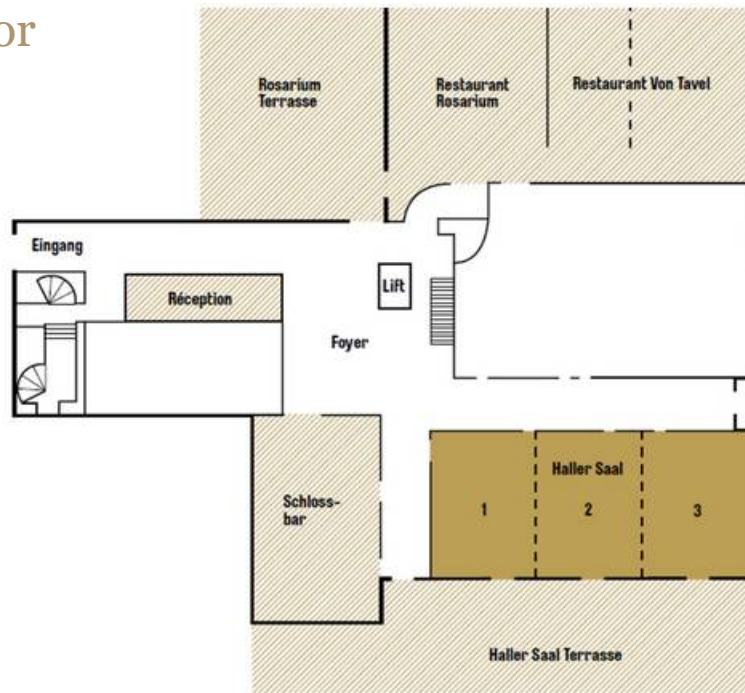 or
Rosarium
Terrasse
Restaurant
Rosarium
Restaurant Von Tavel
Eingang
Réception
Lift
Foyer
Schloss-
bar
Haller Saal
1
2
3
Haller Saal Terrasse